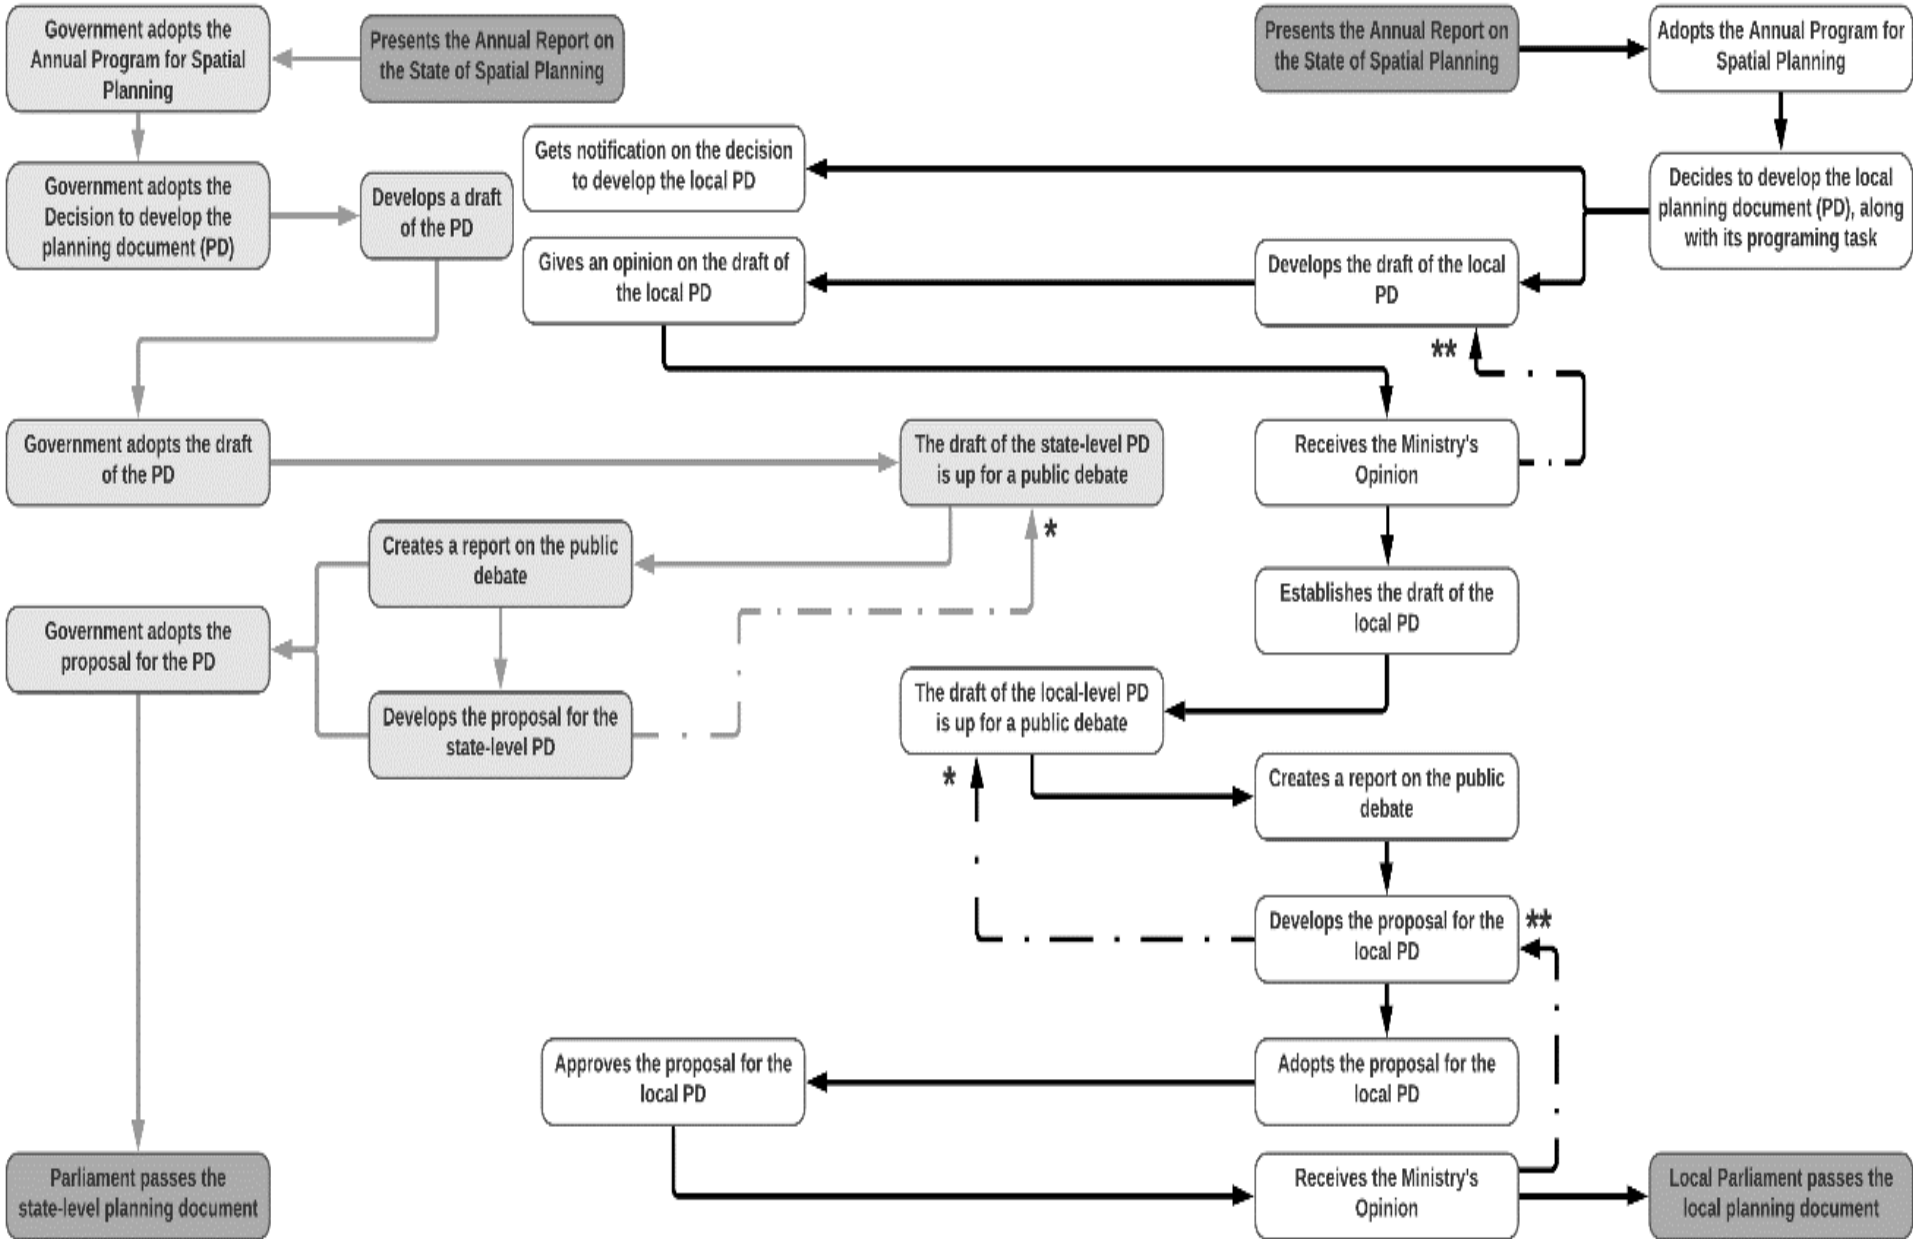 Government adopts the
Annual Program for Spatial
Planning
Presents the Annual Report on
the State of Spatial Planning
Presents the Annual Report on
the State of Spatial Planning
Adopts the Annual Program for
Spatial Planning
Gets notification on the decision
to develop the local PD
Government adopts the
Decision to develop the
planning document (PD)
Develops a draft
of the PD
Decides to develop the local
planning document (PD), along
with its programing task
Gives an opinion on the draft of
the local PD
Develops the draft of the local
PD
**
Government adopts the draft
of the PD
The draft of the state-level PD
is up for a public debate
Receives the Ministry's
Opinion
*
Creates a report on the public
debate
Establishes the draft of the
local PD
Government adopts the
proposal for the PD
Develops the proposal for the
state-level PD
The draft of the local-level PD
is up for a public debate
*
Creates a report on the public
debate
Develops the proposal for the
local PD
**
Approves the proposal for the
local PD
Adopts the proposal for the
local PD
Parliament passes the
state-level planning document
Receives the Ministry's
Opinion
Local Parliament passes the
local planning document